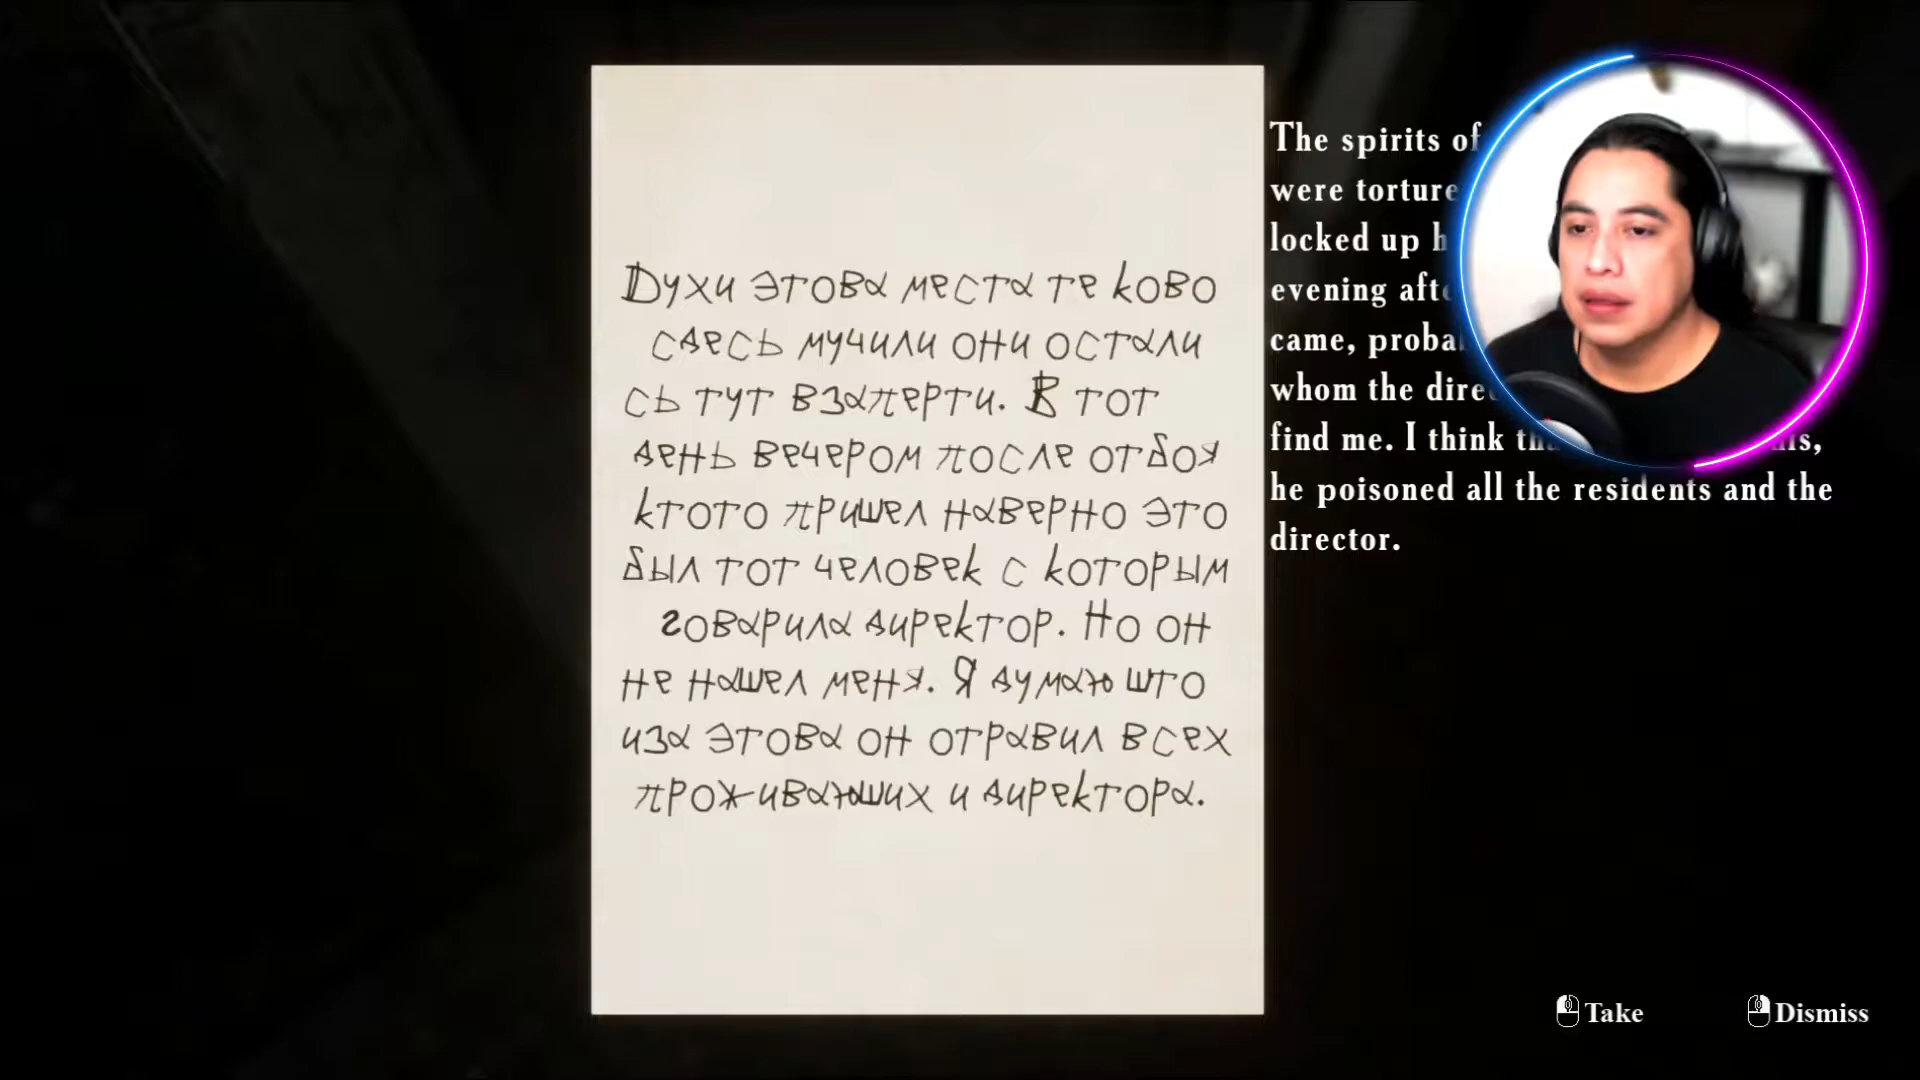 Духи этова места те ково
сдесь мучили они остали
сь тут взаперти. В тот
день вечером после отбоя
ктото пришел наверно это
был тот человек с которым
говарила директор. Но он
не нашел меня. Я думаю што
иза этова он отравил всех
проживаюших и директора.
The spirits of
were torture
locked up h
evening afte
came, proba
whom the dire
find me. I think th is,
he poisoned all the residents and the
director.
Take
Dismiss